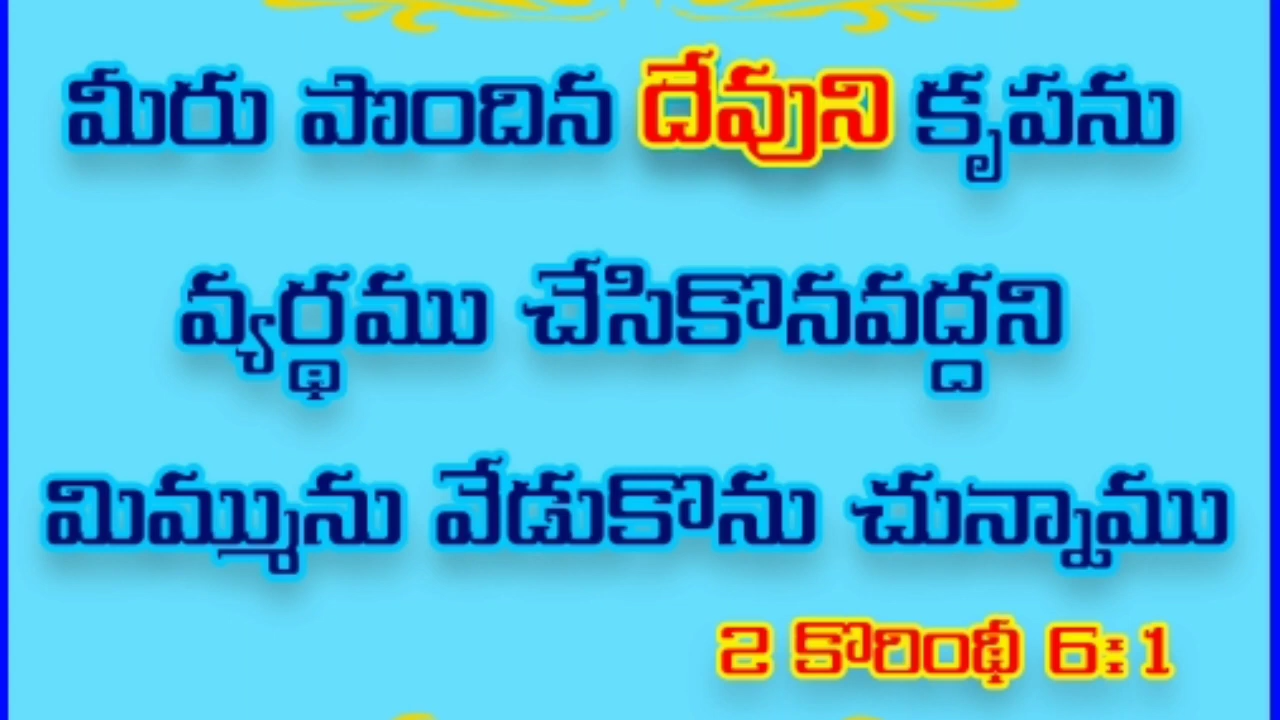 మీరు పొందిన దేవుని కృపను
వ్యర్థము చేసికొనవద్దని
మిమ్మును వేడుకొను చున్నాము
2 కొరింథీ 6:1